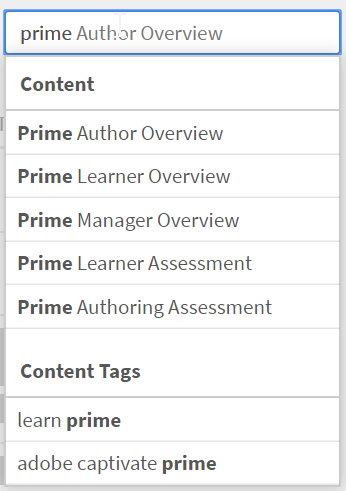 prime Author Overview
Content
Prime Author Overview
Prime Learner Overview
Prime Manager Overview
Prime Learner Assessment
Prime Authoring Assessment
Content Tags
learn prime
adobe captivate prime